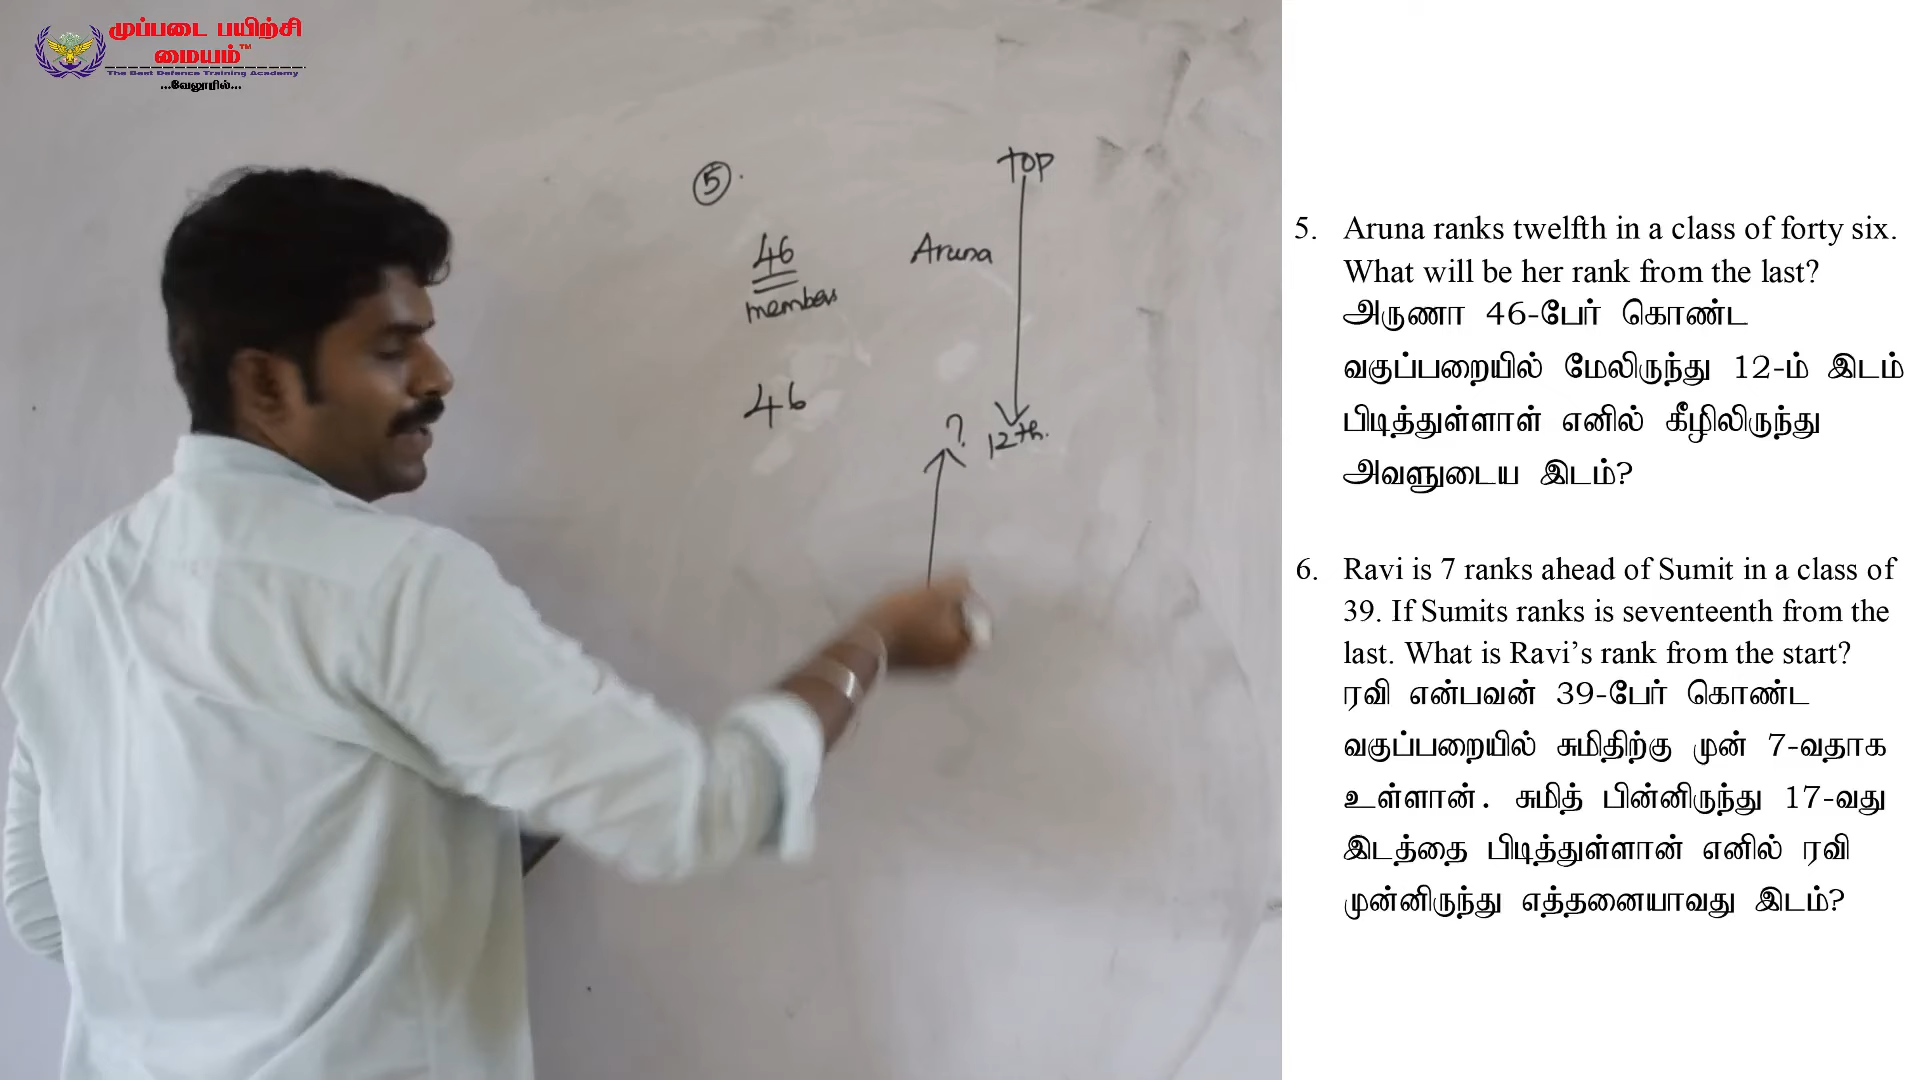 முப்படை பயிற்சி
மையம்™
The Best Defence Training Academy
...வேலூரில்...
5.
46
members
46
Aruna
TOP
?
12th.
5. Aruna ranks twelfth in a class of forty six.
What will be her rank from the last?
அருணா 46-பேர் கொண்ட
வகுப்பறையில் மேலிருந்து 12-ம் இடம்
பிடித்துள்ளாள் எனில் கீழிலிருந்து
அவளுடைய இடம்?
6. Ravi is 7 ranks ahead of Sumit in a class of
39. If Sumits ranks is seventeenth from the
last. What is Ravi’s rank from the start?
ரவி என்பவன் 39-பேர் கொண்ட
வகுப்பறையில் சுமிதிற்கு முன் 7-வதாக
உள்ளான். சுமித் பின்னிருந்து 17-வது
இடத்தை பிடித்துள்ளான் எனில் ரவி
முன்னிருந்து எத்தனையாவது இடம்?